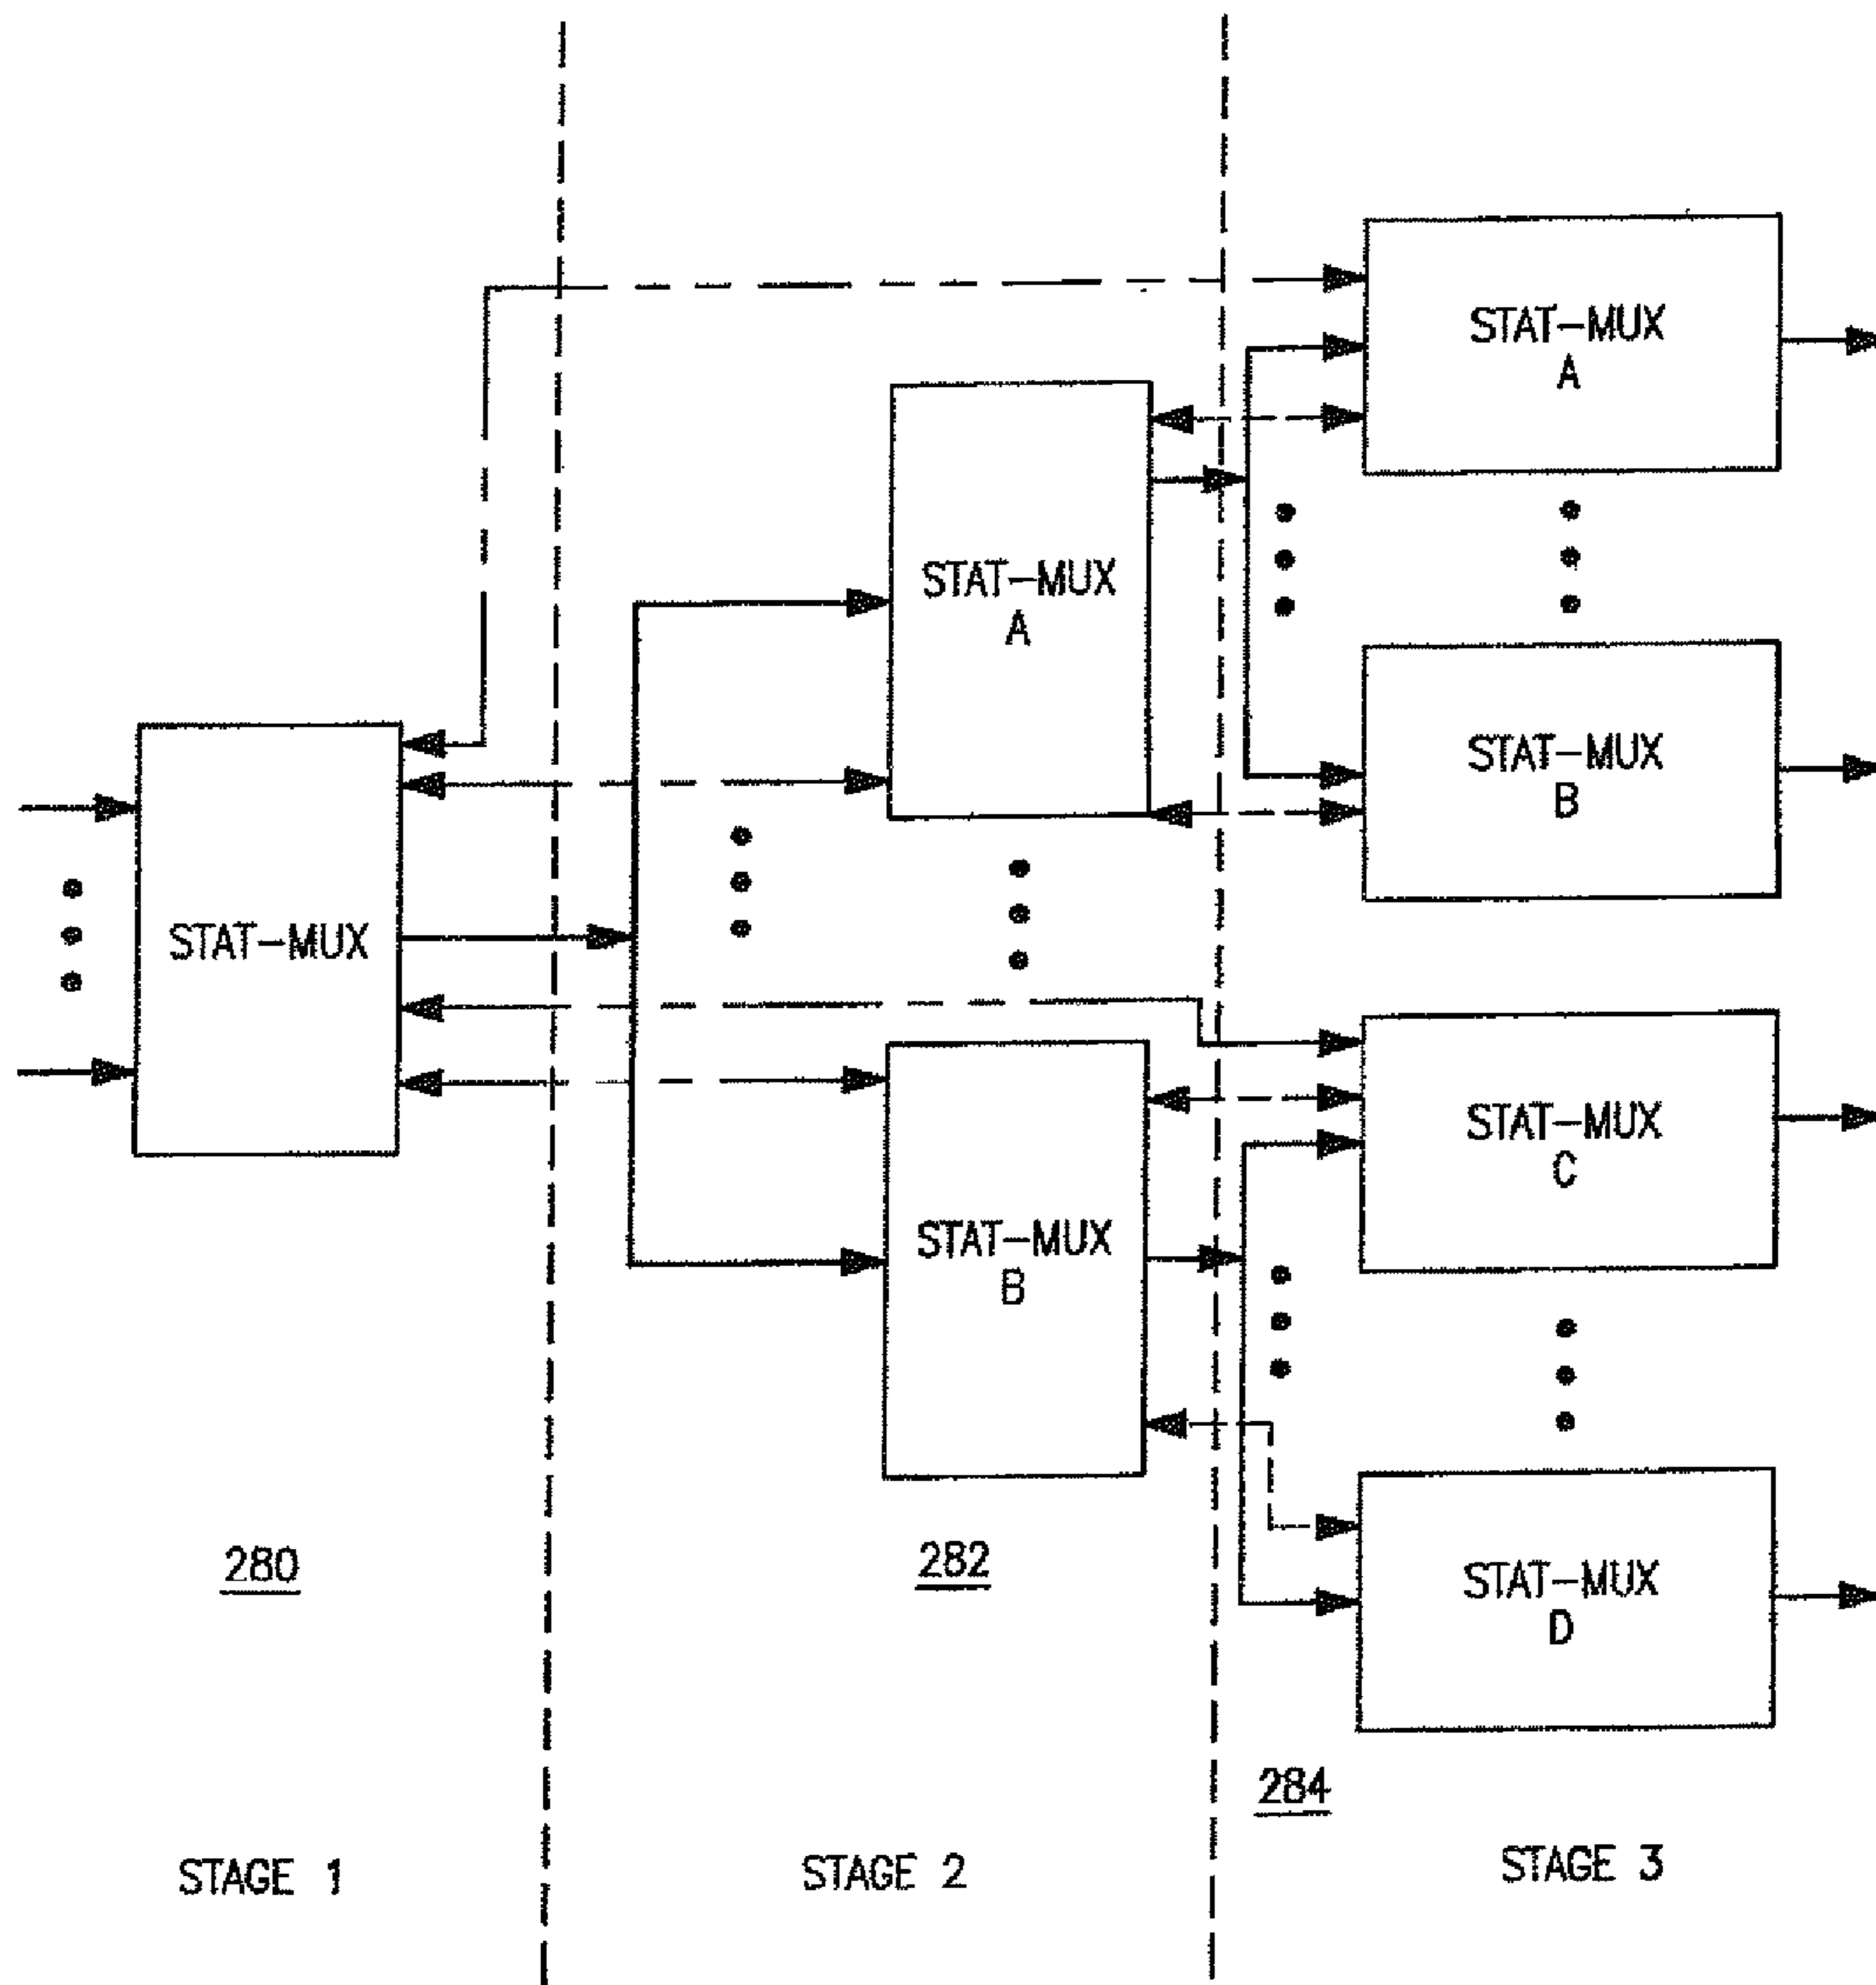 STAT-MUX
A
STAT-MUX
A
STAT-MUX
B
STAT-MUX
STAT-MUX
C
STAT-MUX
B
STAT-MUX
D
280
282
284
STAGE 1
STAGE 2
STAGE 3